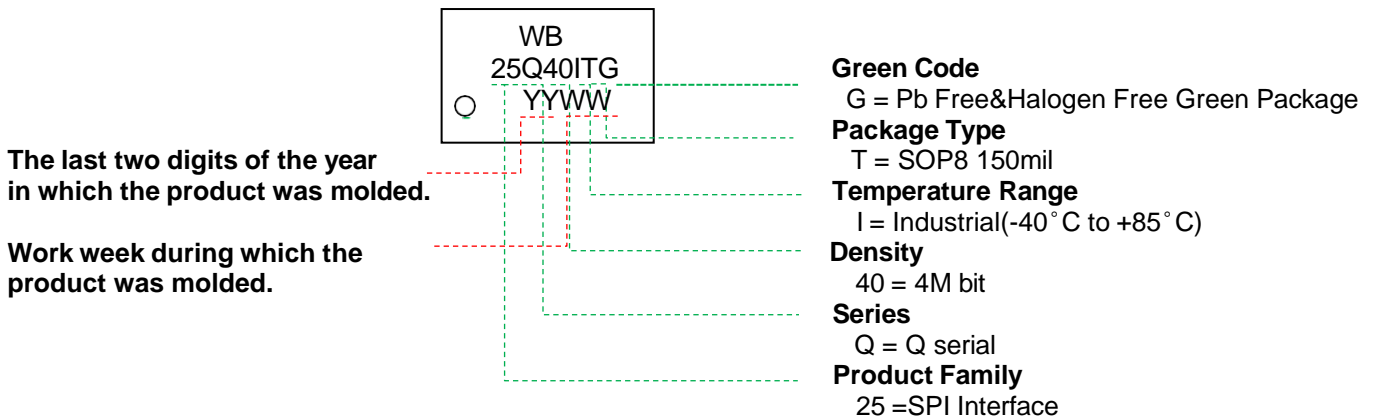 WB
25Q40ITG
YYWW
The last two digits of the year
in which the product was molded.
Work week during which the
product was molded.
Green Code
G = Pb Free&Halogen Free Green Package
Package Type
T = SOP8 150mil
Temperature Range
I = Industrial(-40˚C to +85˚C)
Density
40 = 4M bit
Series
Q = Q serial
Product Family
25 =SPI Interface